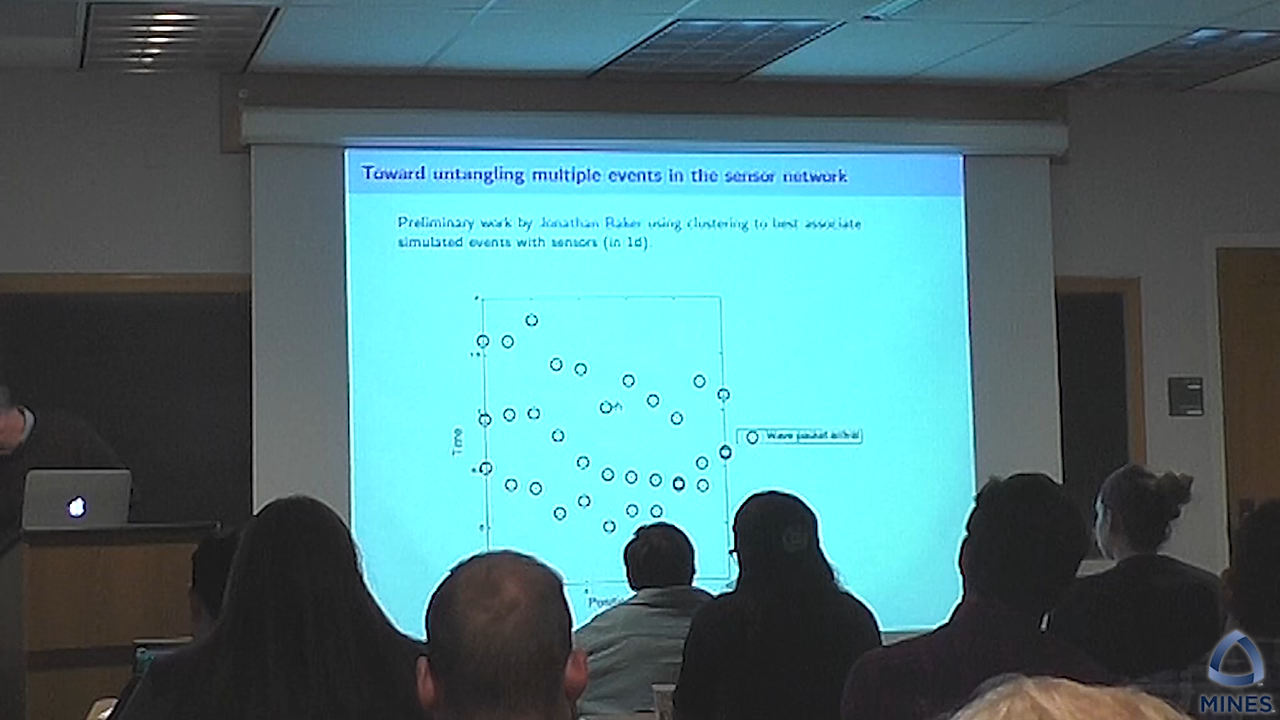 Toward untangling multiple events in the sensor network
Preliminary work by Jonathan Raker using clustering to best associate
simulated events with sensors (in 1d).
Time
Wave packet arrival
MINES